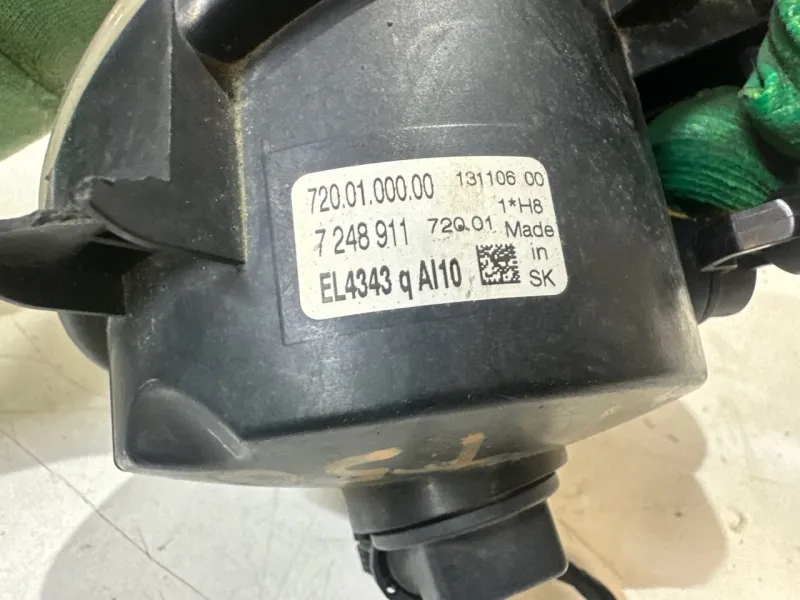 720.01.000.00 131106 00
1*H8
7 248 911 720.01 Made
in
EL4343 q AI10 SK